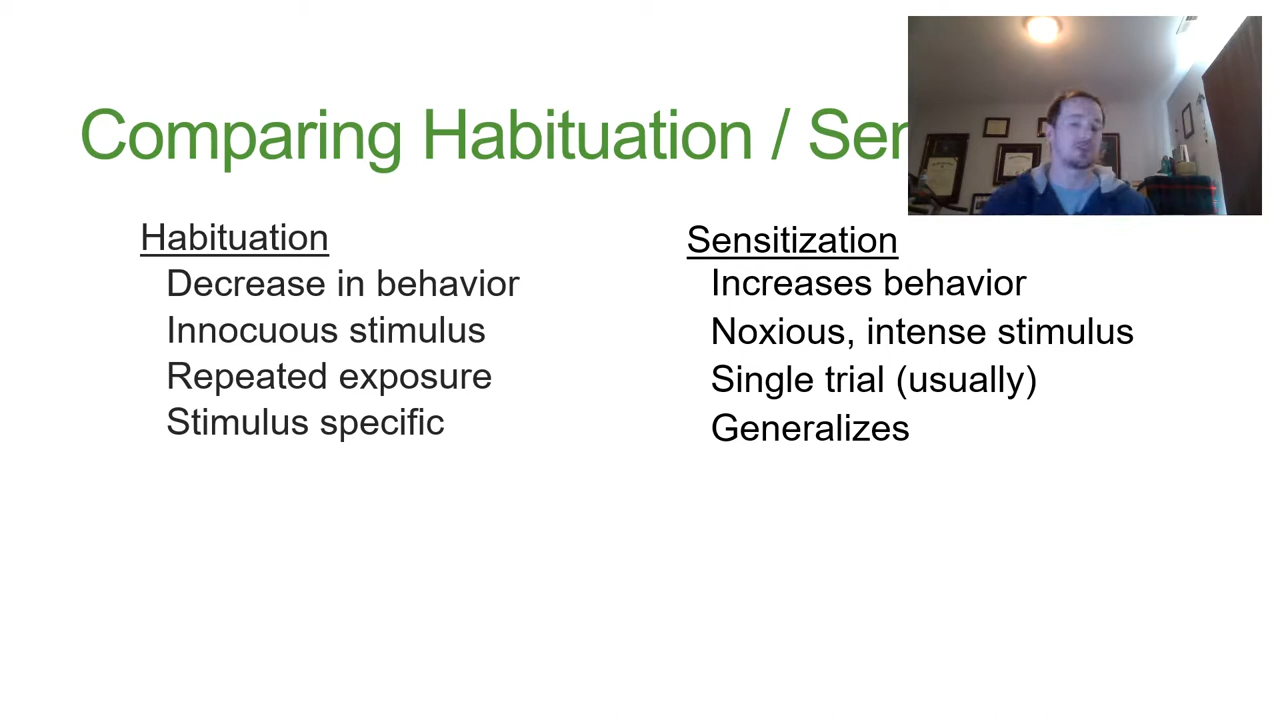 Comparing Habituation / Ser
Habituation
Decrease in behavior
Innocuous stimulus
Repeated exposure
Stimulus specific
Sensitization
Increases behavior
Noxious, intense stimulus
Single trial (usually)
Generalizes